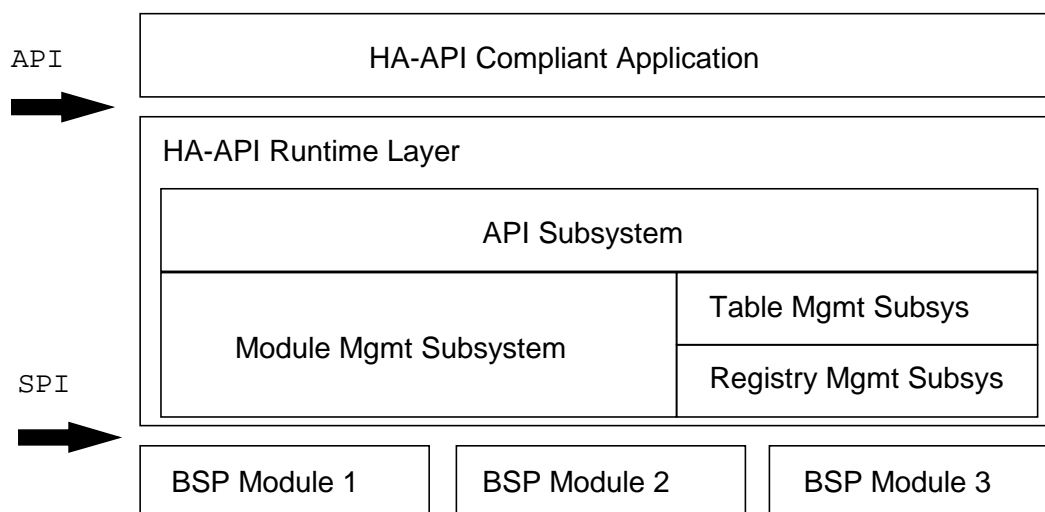 API
HA-API Compliant Application
HA-API Runtime Layer
API Subsystem
Module Mgmt Subsystem
Table Mgmt Subsys
Registry Mgmt Subsys
SPI
BSP Module 1
BSP Module 2
BSP Module 3